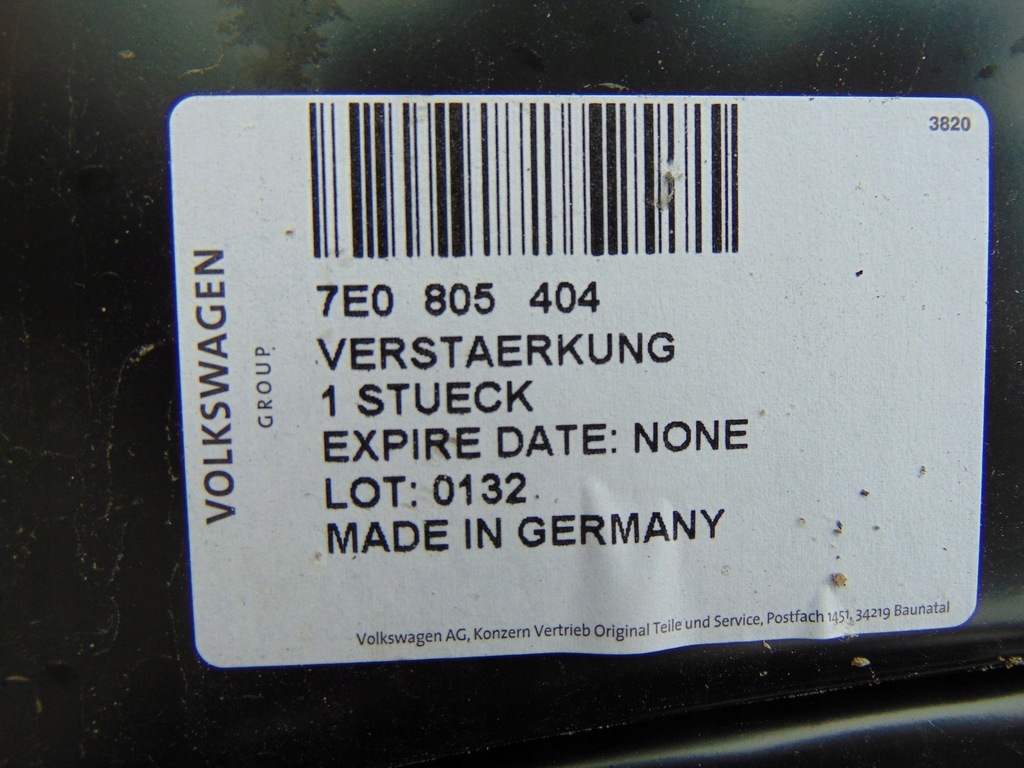 3820
VOLKSWAGEN
GROUP
7E0 805 404
VERSTAERKUNG
1 STUECK
EXPIRE DATE: NONE
LOT: 0132
MADE IN GERMANY
Volkswagen AG, Konzern Vertrieb Original Teile und Service, Postfach 1451, 34219 Baunatal